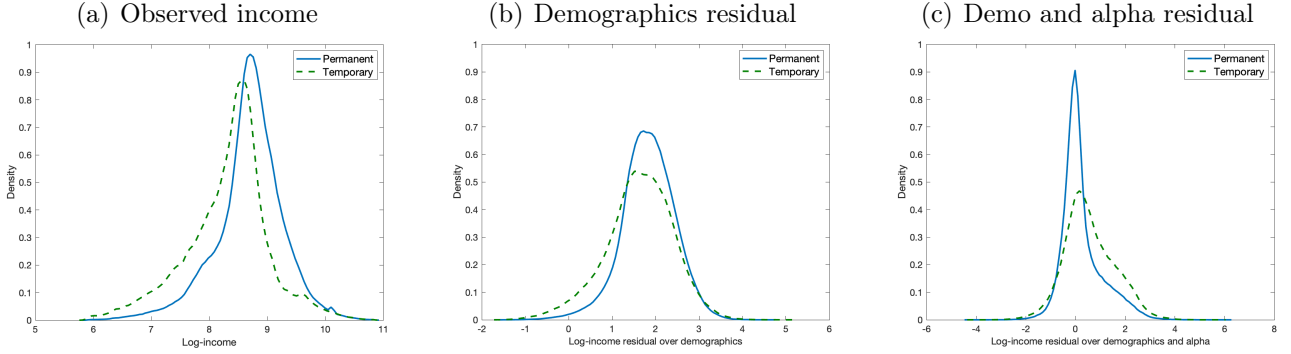 (a) Observed income
1
0.9
0.8
0.7
0.6
0.5
0.4
0.3
0.2
0.1
0
Density
Permanent
Temporary
5 6 7 8 9 10 11
Log-income
(b) Demographics residual
1
0.9
0.8
0.7
0.6
0.5
0.4
0.3
0.2
0.1
0
Density
Permanent
Temporary
-2 -1 0 1 2 3 4 5 6
Log-income residual over demographics
(c) Demo and alpha residual
1
0.9
0.8
0.7
0.6
0.5
0.4
0.3
0.2
0.1
0
Density
Permanent
Temporary
-6 -4 -2 0 2 4 6 8
Log-income residual over demographics and alpha